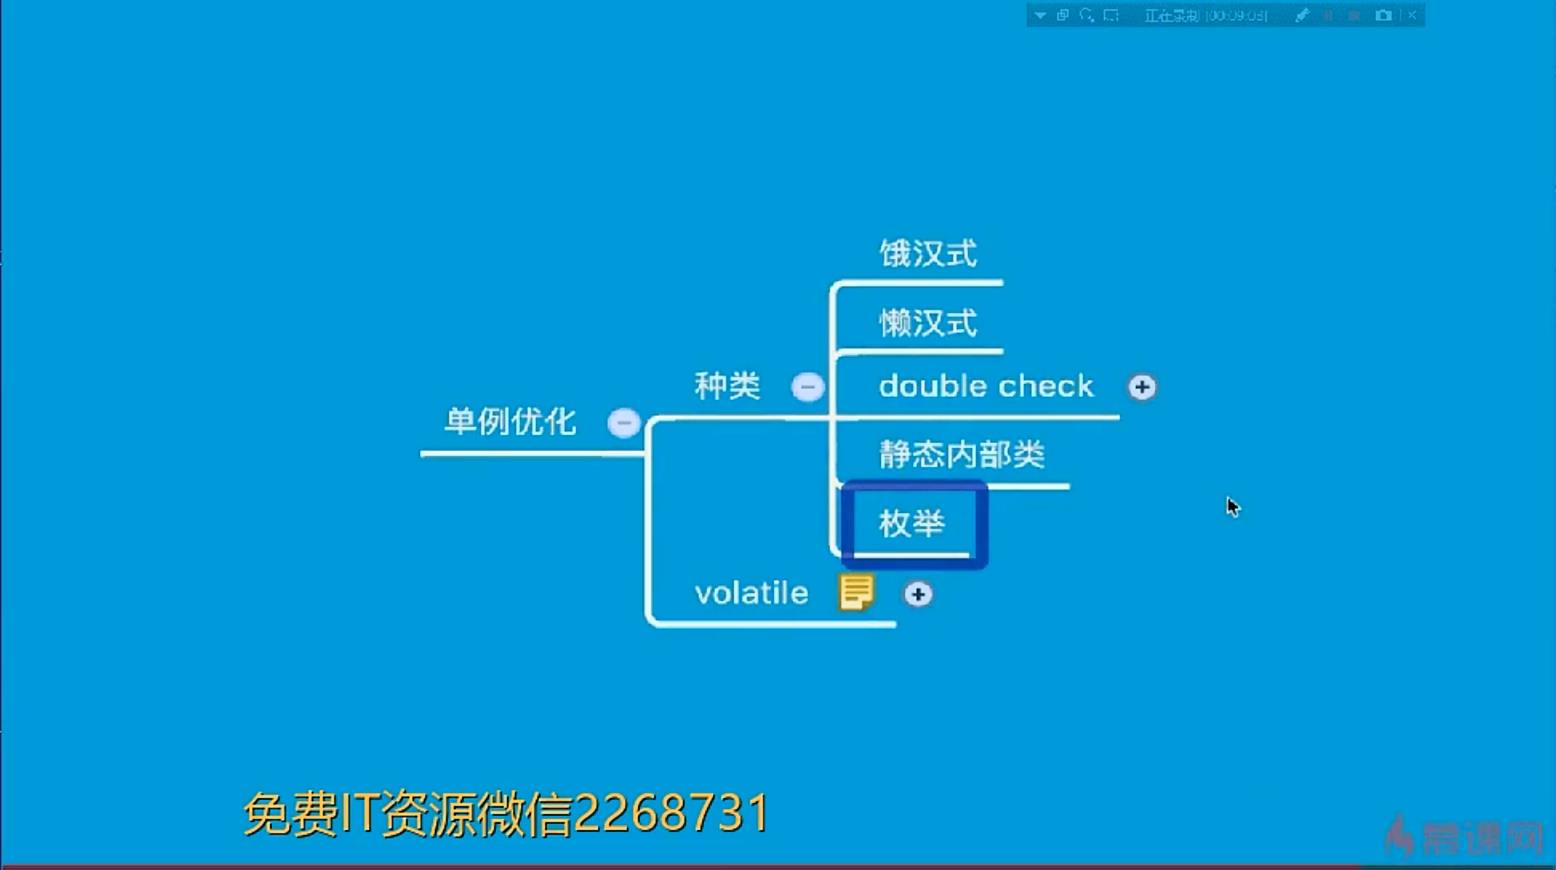 正在录制 [00:09:03]
饿汉式
懒汉式
种类
double check
单例优化
静态内部类
枚举
volatile
免费IT资源微信2268731
慕课网